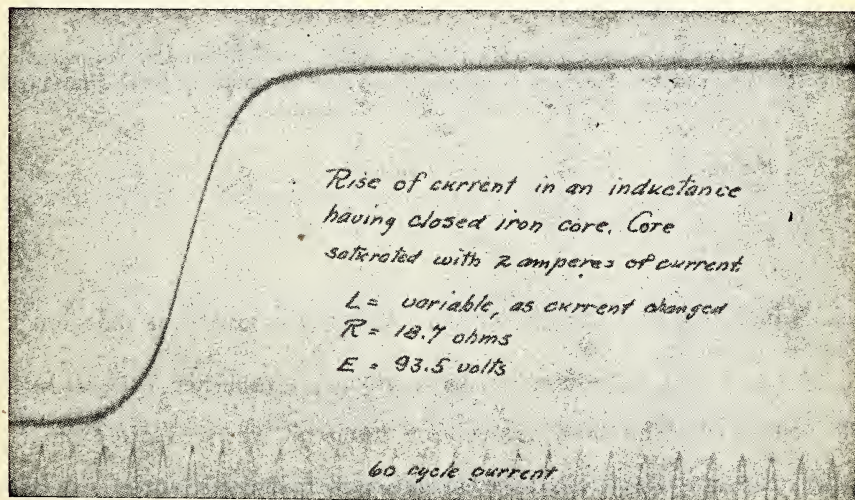 Rise of current in an inductance
having closed iron core. Core
saturated with 2 amperes of current
L = variable, as current changed
R = 18.7 ohms
E = 93.5 volts
60 cycle current